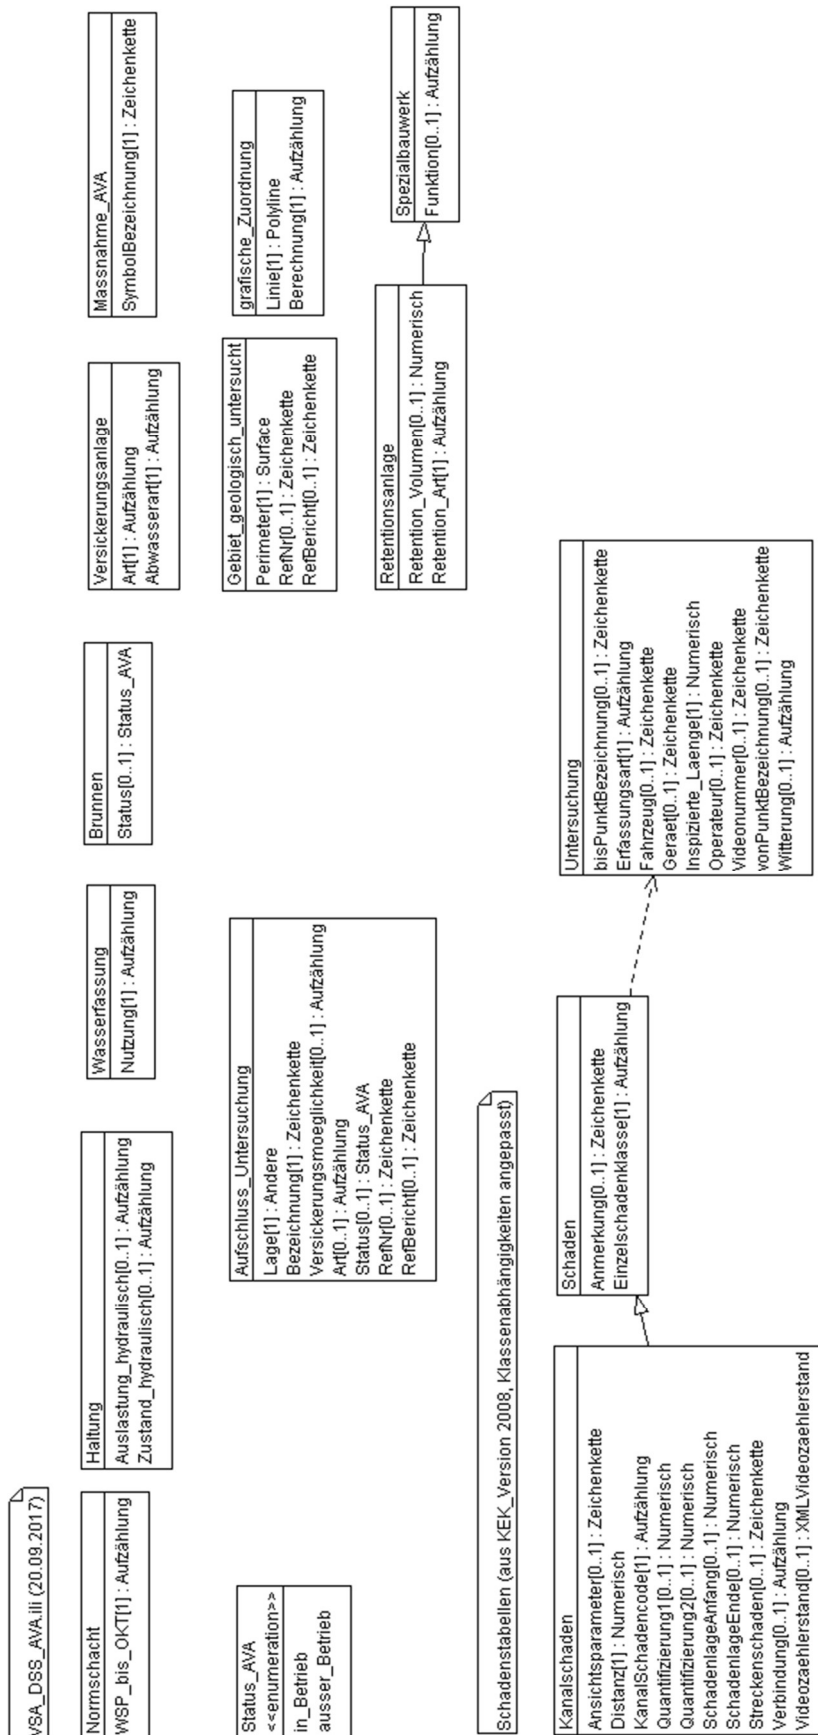 VSA_DSS_AVA.ili (20.09.2017)
Normschacht
WSP_bis_OKT[1] : Aufzählung
Haltung
Auslastung_hydraulisch[0..1] : Aufzählung
Zustand_hydraulisch[0..1] : Aufzählung
Wasserfassung
Nutzung[1] : Aufzählung
Brunnen
Status[0..1] : Status_AVA
Versickerungsanlage
Art[1] : Aufzählung
Abwasserart[1] : Aufzählung
Massnahme_AVA
SymbolBezeichnung[1] : Zeichenkette
Status_AVA
<<enumeration>>
in_Betrieb
ausser_Betrieb
Aufschluss_Untersuchung
Lage[1] : Andere
Bezeichnung[1] : Zeichenkette
Versickerungsmoeglichkeit[0..1] : Aufzählung
Art[0..1] : Aufzählung
Status[0..1] : Status_AVA
RefNr[0..1] : Zeichenkette
RefBericht[0..1] : Zeichenkette
Gebiet_geologisch_untersucht
Perimeter[1] : Surface
RefNr[0..1] : Zeichenkette
RefBericht[0..1] : Zeichenkette
grafische_Zuordnung
Linie[1] : Polyline
Berechnung[1] : Aufzählung
Retentionsanlage
Retention_Volumen[0..1] : Numerisch
Retention_Art[1] : Aufzählung
Spezialbauwerk
Funktion[0..1] : Aufzählung
Schadenstabellen (aus KEK_Version 2008, Klassenabhängigkeiten angepasst)
Kanalschaden
Ansichtsparameter[0..1] : Zeichenkette
Distanz[1] : Numerisch
KanalSchadencode[1] : Aufzählung
Quantifizierung1[0..1] : Numerisch
Quantifizierung2[0..1] : Numerisch
SchadenlageAnfang[0..1] : Numerisch
SchadenlageEnde[0..1] : Numerisch
Streckenschaden[0..1] : Zeichenkette
Verbindung[0..1] : Aufzählung
Videozaehlerstand[0..1] : XMLVideozaehlerstand
Schaden
Anmerkung[0..1] : Zeichenkette
Einzelschadenklasse[1] : Aufzählung
Untersuchung
bisPunktBezeichnung[0..1] : Zeichenkette
Erfassungsart[1] : Aufzählung
Fahrzeug[0..1] : Zeichenkette
Geraet[0..1] : Zeichenkette
Inspizierte_Laenge[1] : Numerisch
Operateur[0..1] : Zeichenkette
Videonummer[0..1] : Zeichenkette
vonPunktBezeichnung[0..1] : Zeichenkette
Witterung[0..1] : Aufzählung